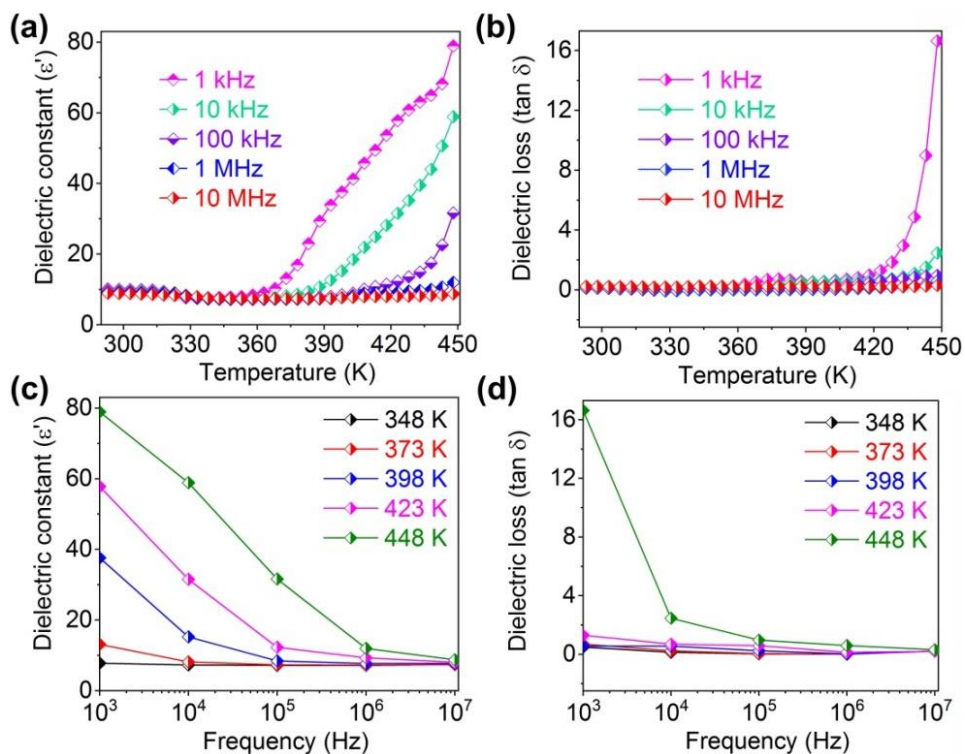 (a)
80
60
40
20
0
Dielectric constant (ε')
1 kHz
10 kHz
100 kHz
1 MHz
10 MHz
300 330 360 390 420 450
Temperature (K)
(b)
16
12
8
4
0
Dielectric loss (tan δ)
1 kHz
10 kHz
100 kHz
1 MHz
10 MHz
300 330 360 390 420 450
Temperature (K)
(c)
80
60
40
20
0
Dielectric constant (ε')
348 K
373 K
398 K
423 K
448 K
10³ 10⁴ 10⁵ 10⁶ 10⁷
Frequency (Hz)
(d)
16
12
8
4
0
Dielectric loss (tan δ)
348 K
373 K
398 K
423 K
448 K
10³ 10⁴ 10⁵ 10⁶ 10⁷
Frequency (Hz)